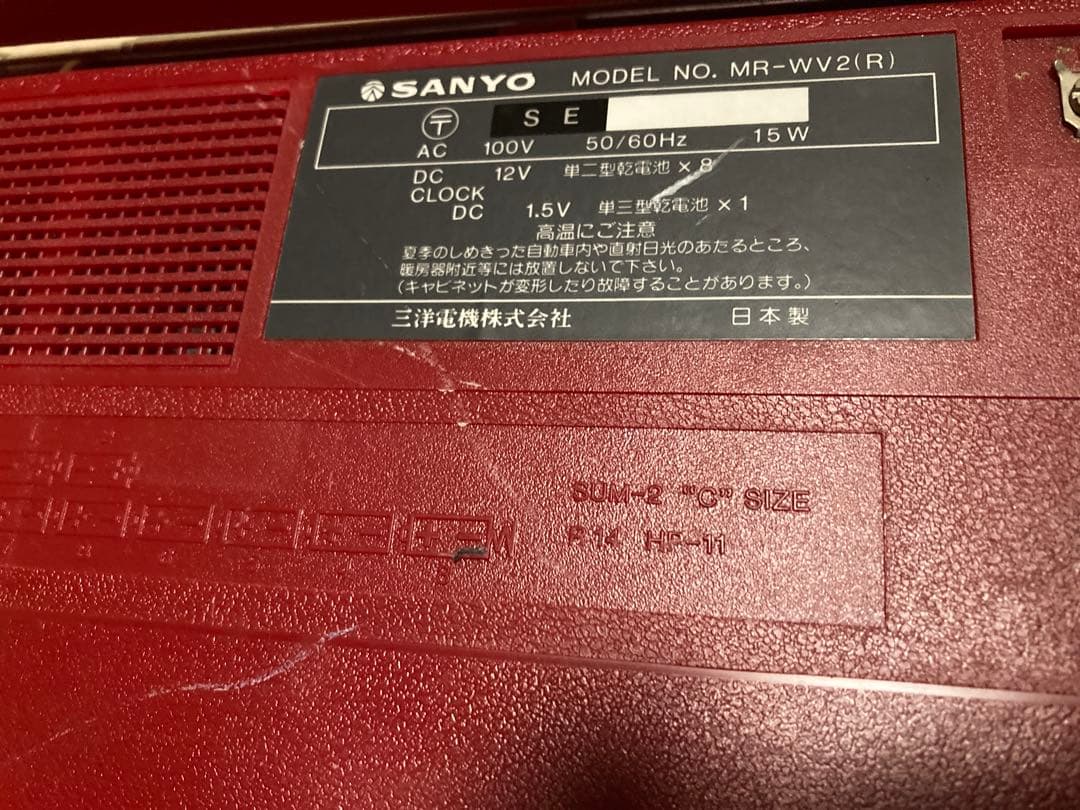 SANYO MODEL NO. MR-WV2(R)
〒 SE
AC 100V 50/60Hz 15W
DC 12V 単二型乾電池×8
CLOCK
DC 1.5V 単三型乾電池×1
高温にご注意
夏季のしめきった自動車内や直射日光のあたるところ、
暖房器附近等には放置しないで下さい。
(キャビネットが変形したり故障することがあります。)
三洋電機株式会社 日本製
SUM-2 "C" SIZE
R14 HP-11